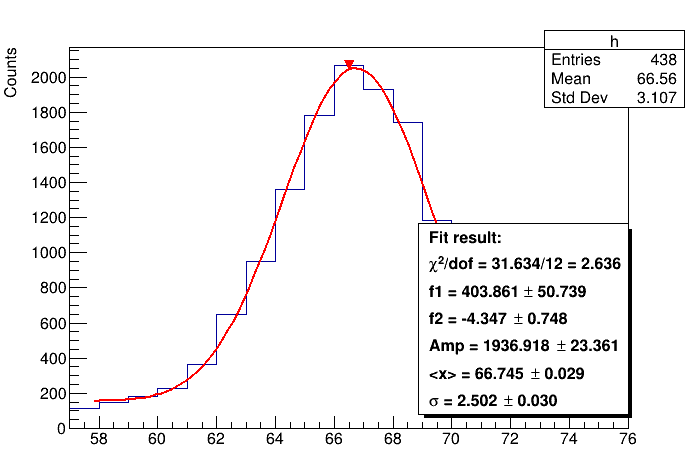 h
Entries 438
Mean 66.56
Std Dev 3.107
Counts
2000
1800
1600
1400
1200
1000
800
600
400
200
0
58 60 62 64 66 68 70 72 74 76
Fit result:
χ²/dof = 31.634/12 = 2.636
f1 = 403.861 ± 50.739
f2 = -4.347 ± 0.748
Amp = 1936.918 ± 23.361
<x> = 66.745 ± 0.029
σ = 2.502 ± 0.030